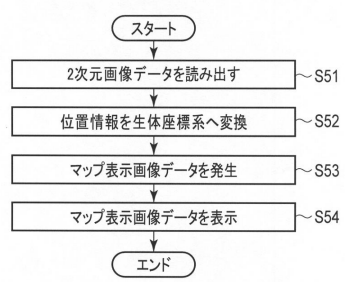 スタート
2次元画像データを読み出す
S51
位置情報を生体座標系へ変換
S52
マップ表示画像データを発生
S53
マップ表示画像データを表示
S54
エンド